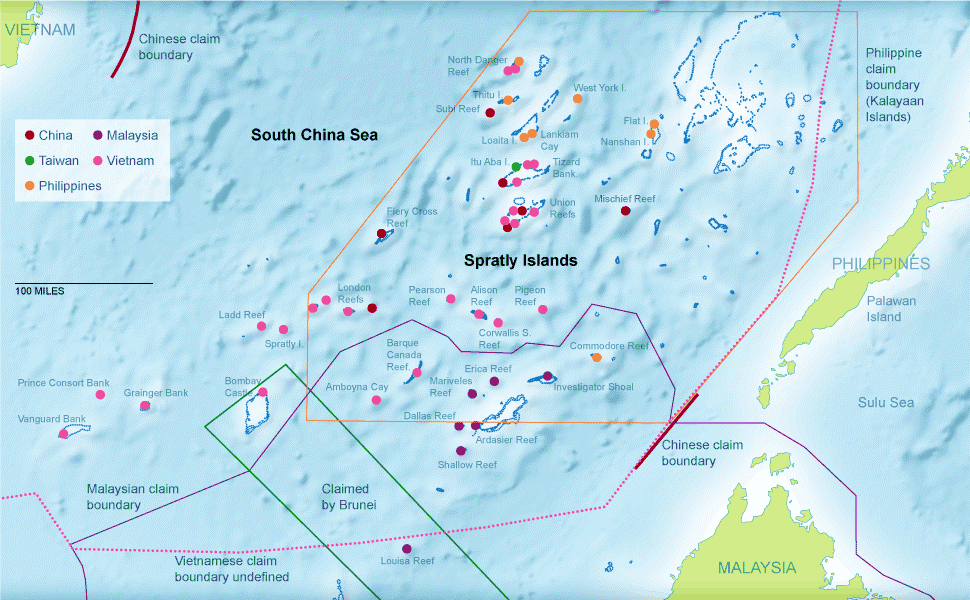 VIETNAM
Chinese claim
boundary
North Danger
Reef
Philippine
claim
boundary
(Kalayaan
Islands)
Thitu I.
West York I.
Subi Reef
China
Malaysia
Taiwan
Vietnam
Philippines
South China Sea
Flat I.
Loaita I.
Lankiam
Cay
Nanshan I.
Itu Aba I.
Tizard
Bank
Mischief Reef
Union
Reefs
Fiery Cross
Reef
Spratly Islands
PHILIPPINES
100 MILES
London
Reefs
Pearson
Reef
Alison
Reef
Pigeon
Reef
Palawan
Island
Ladd Reef
Spratly I.
Corwallis S.
Reef
Barque
Canada
Reef
Commodore Reef
Erica Reef
Prince Consort Bank
Grainger Bank
Bombay
Castle
Amboyna Cay
Mariveles
Reef
Investigator Shoal
Sulu Sea
Vanguard Bank
Dallas Reef
Ardasier Reef
Chinese claim
boundary
Shallow Reef
Malaysian claim
boundary
Claimed
by Brunei
Vietnamese claim
boundary undefined
Louisa Reef
MALAYSIA